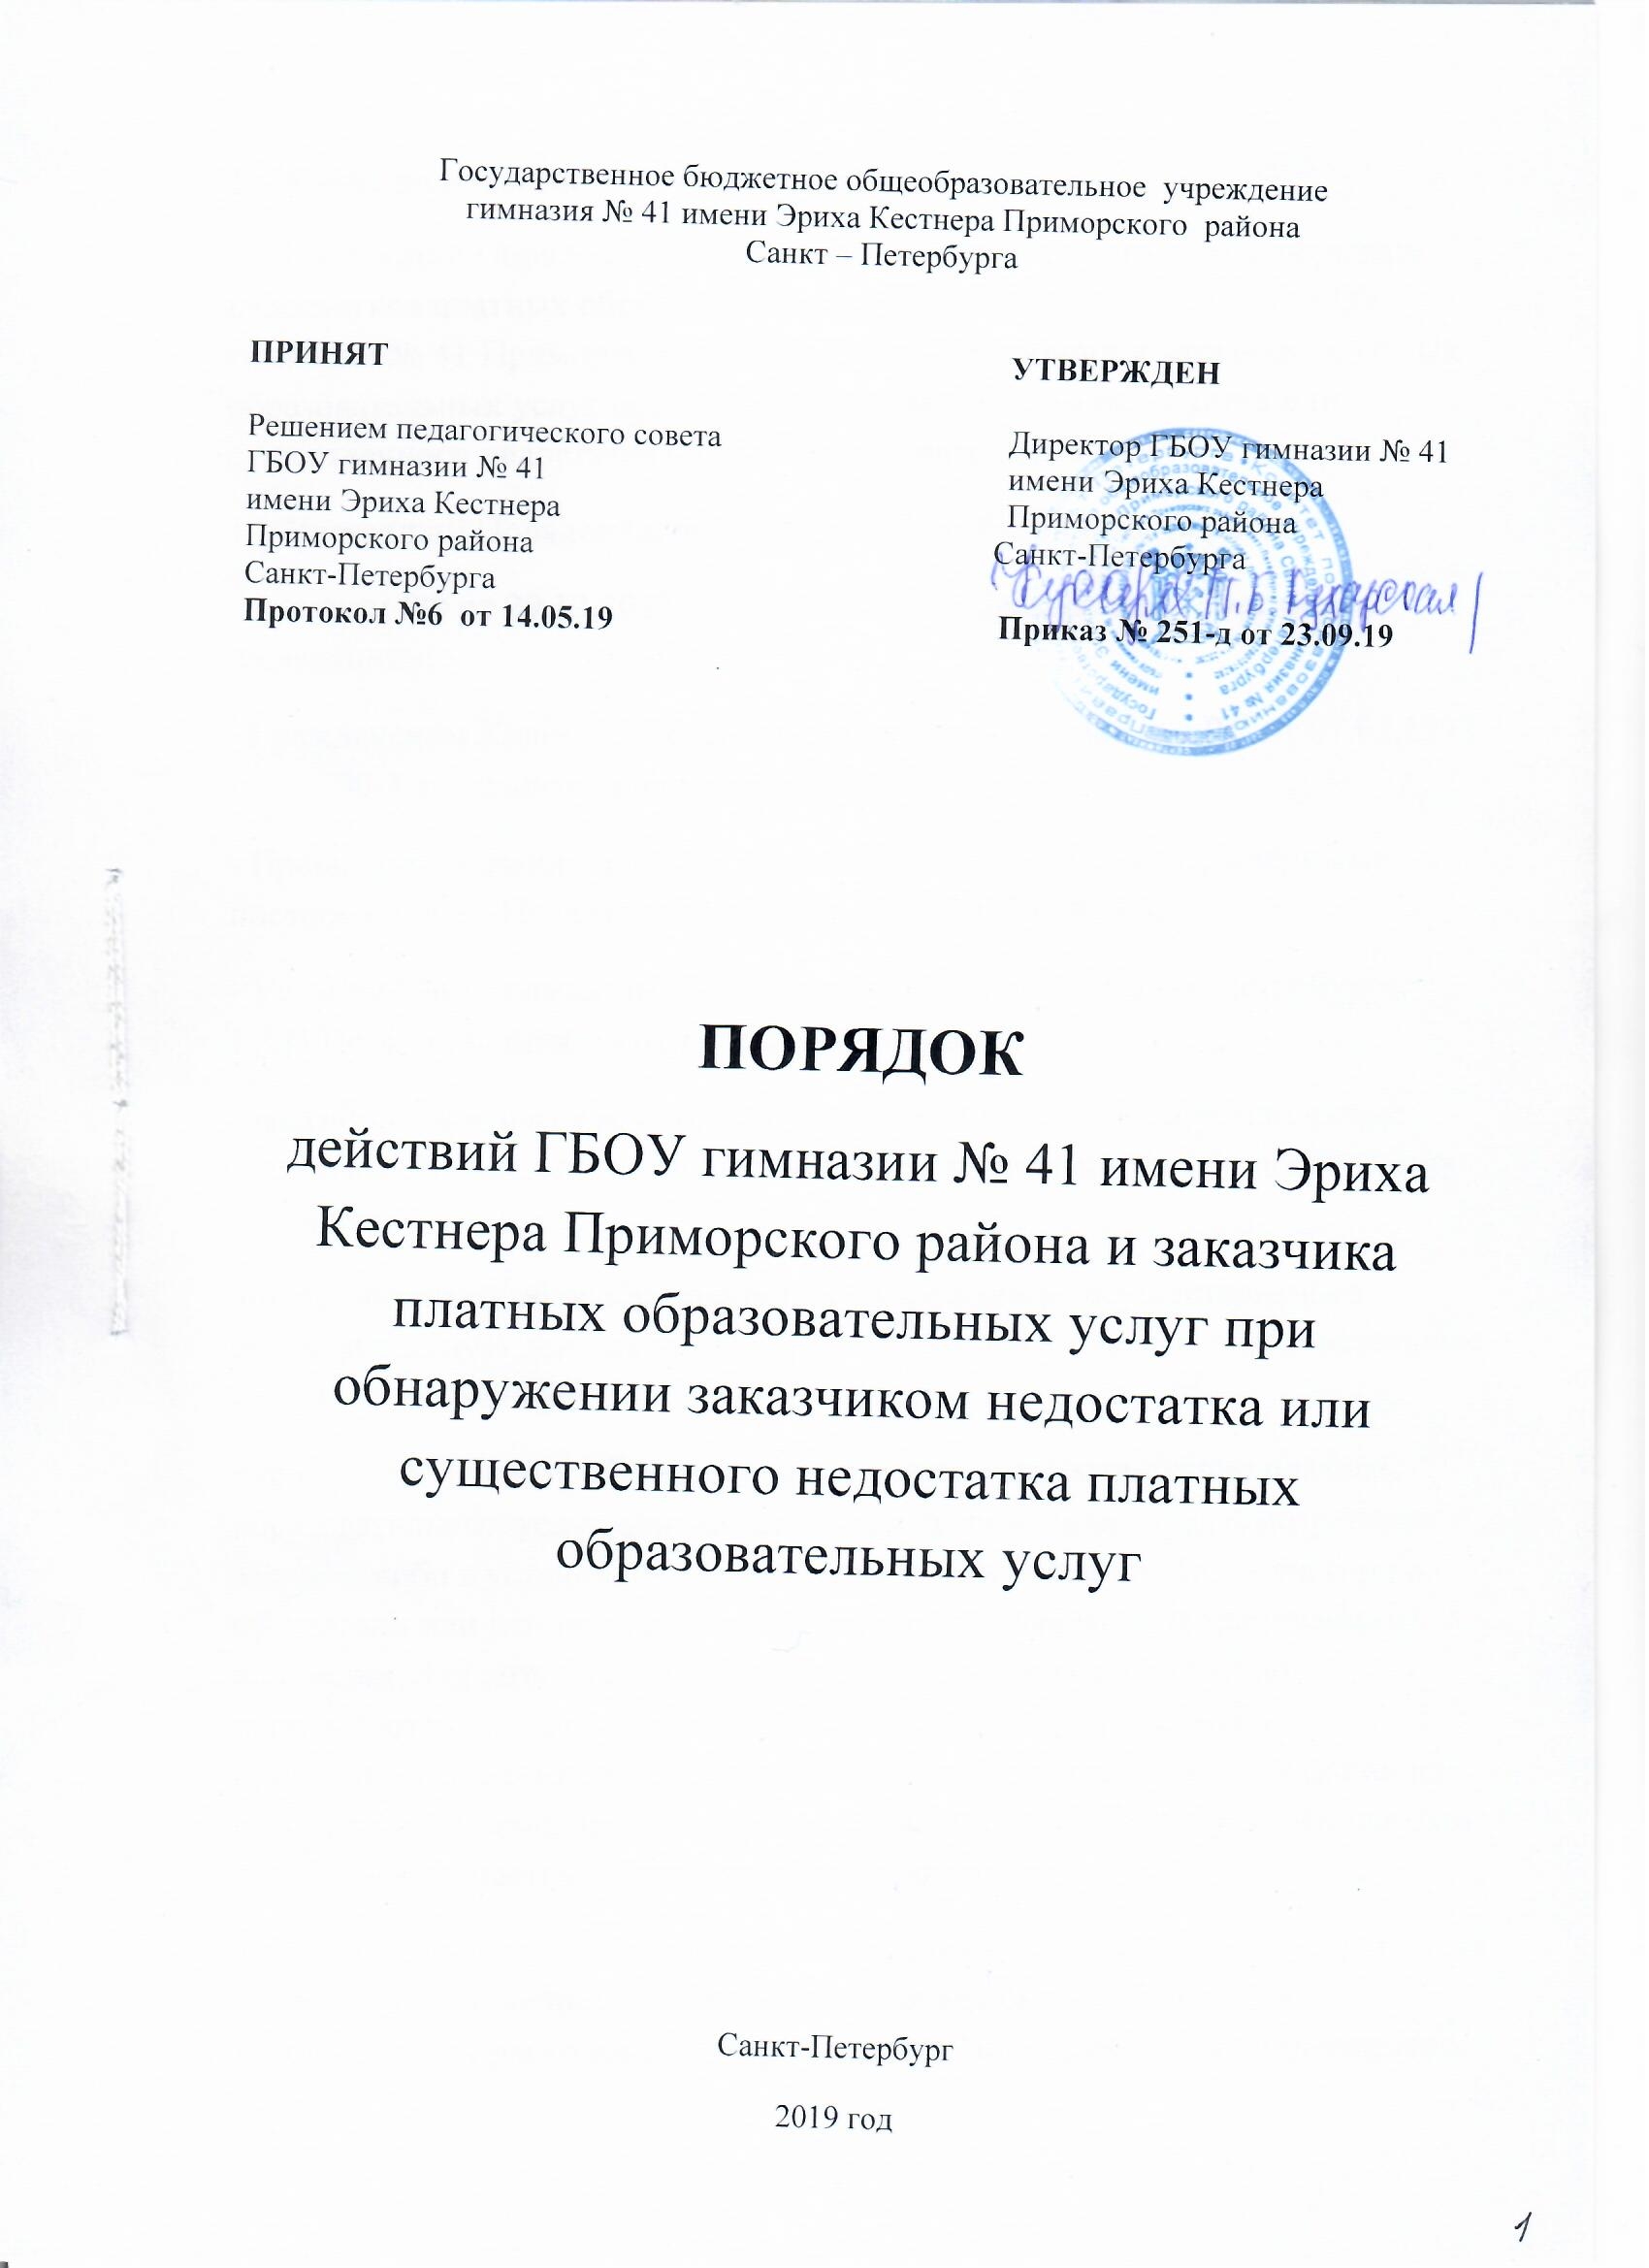 Государственное бюджетное общеобразовательное учреждение
гимназия № 41 имени Эриха Кестнера Приморского района
Санкт – Петербурга
ПРИНЯТ
Решением педагогического совета
ГБОУ гимназии № 41
имени Эриха Кестнера
Приморского района
Санкт-Петербурга
Протокол №6 от 14.05.19
УТВЕРЖДЕН
Директор ГБОУ гимназии № 41
имени Эриха Кестнера
Приморского района
Санкт-Петербурга
Приказ № 251-д от 23.09.19
ПОРЯДОК
действий ГБОУ гимназии № 41 имени Эриха
Кестнера Приморского района и заказчика
платных образовательных услуг при
обнаружении заказчиком недостатка или
существенного недостатка платных
образовательных услуг
Санкт-Петербург
2019 год
1